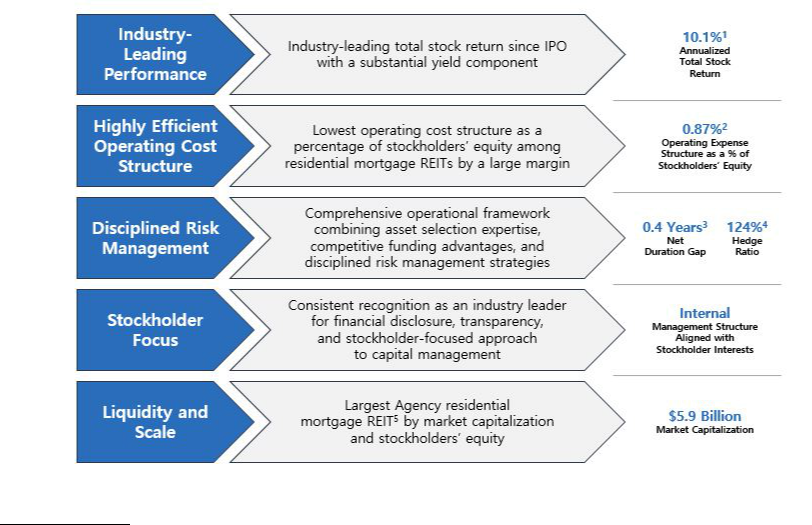 Industry-
Leading
Performance
Industry-leading total stock return since IPO
with a substantial yield component
10.1%¹
Annualized
Total Stock
Return
Highly Efficient
Operating Cost
Structure
Lowest operating cost structure as a
percentage of stockholders' equity among
residential mortgage REITs by a large margin
0.87%²
Operating Expense
Structure as a % of
Stockholders' Equity
Disciplined Risk
Management
Comprehensive operational framework
combining asset selection expertise,
competitive funding advantages, and
disciplined risk management strategies
0.4 Years³
Net
Duration Gap
124%⁴
Hedge
Ratio
Stockholder
Focus
Consistent recognition as an industry leader
for financial disclosure, transparency,
and stockholder-focused approach
to capital management
Internal
Management Structure
Aligned with
Stockholder Interests
Liquidity and
Scale
Largest Agency residential
mortgage REIT⁵ by market capitalization
and stockholders' equity
$5.9 Billion
Market Capitalization